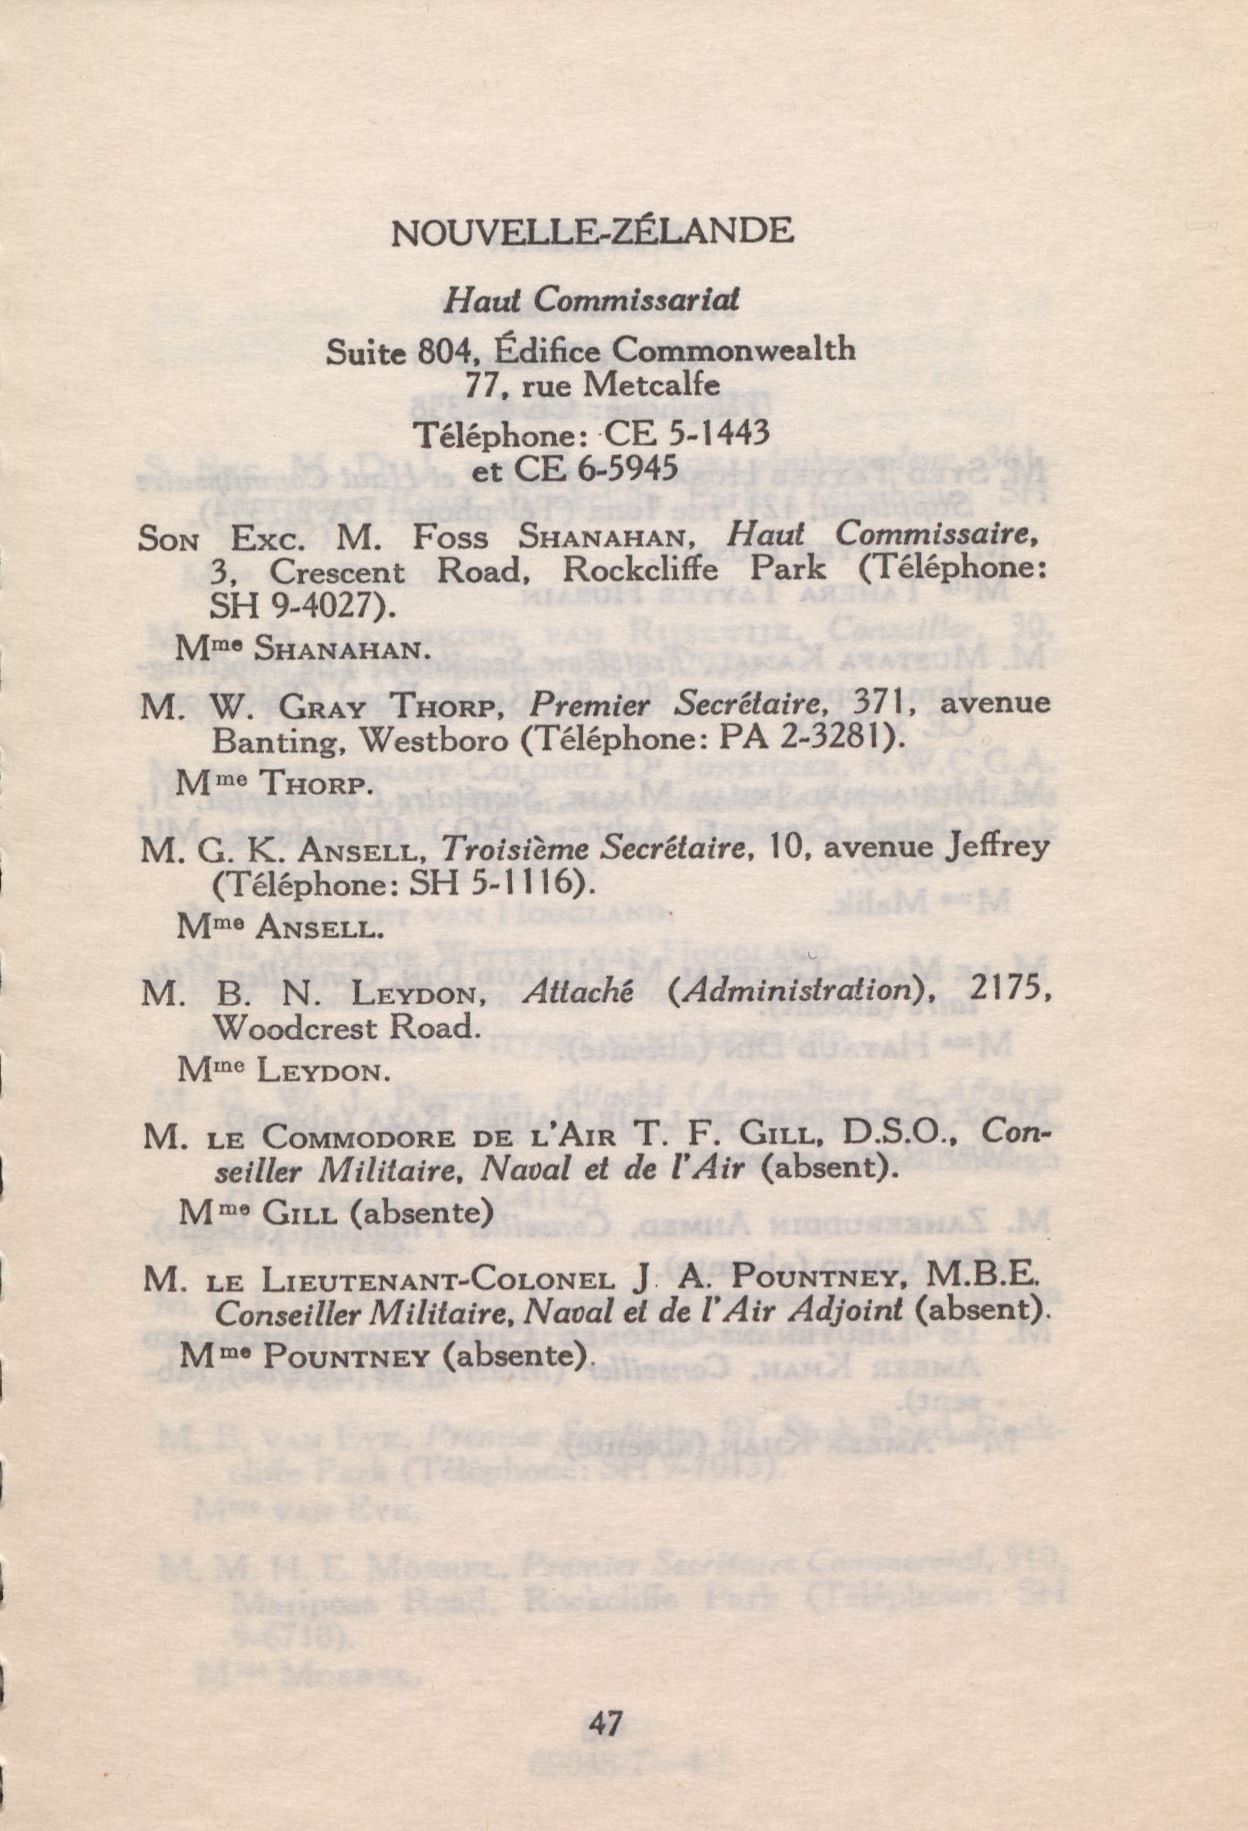 NOUVELLE-ZÉLANDE
Haut Commissariat
Suite 804, Édifice Commonwealth
77, rue Metcalfe
Téléphone: CE 5-1443
et CE 6-5945
SON EXC. M. FOSS SHANAHAN, Haut Commissaire,
3, Crescent Road, Rockcliffe Park (Téléphone:
SH 9-4027).
Mme SHANAHAN.
M. W. GRAY THORP, Premier Secrétaire, 371, avenue
Banting, Westboro (Téléphone: PA 2-3281).
Mme THORP.
M. G. K. ANSELL, Troisième Secrétaire, 10, avenue Jeffrey
(Téléphone: SH 5-1116).
Mme ANSELL.
M. B. N. LEYDON, Attaché (Administration), 2175,
Woodcrest Road.
Mme LEYDON.
M. LE COMMODORE DE L'AIR T. F. GILL, D.S.O., Con-
seiller Militaire, Naval et de l'Air (absent).
Mme GILL (absente)
M. LE LIEUTENANT-COLONEL J. A. POUNTNEY, M.B.E.
Conseiller Militaire, Naval et de l'Air Adjoint (absent).
Mme POUNTNEY (absente).
47